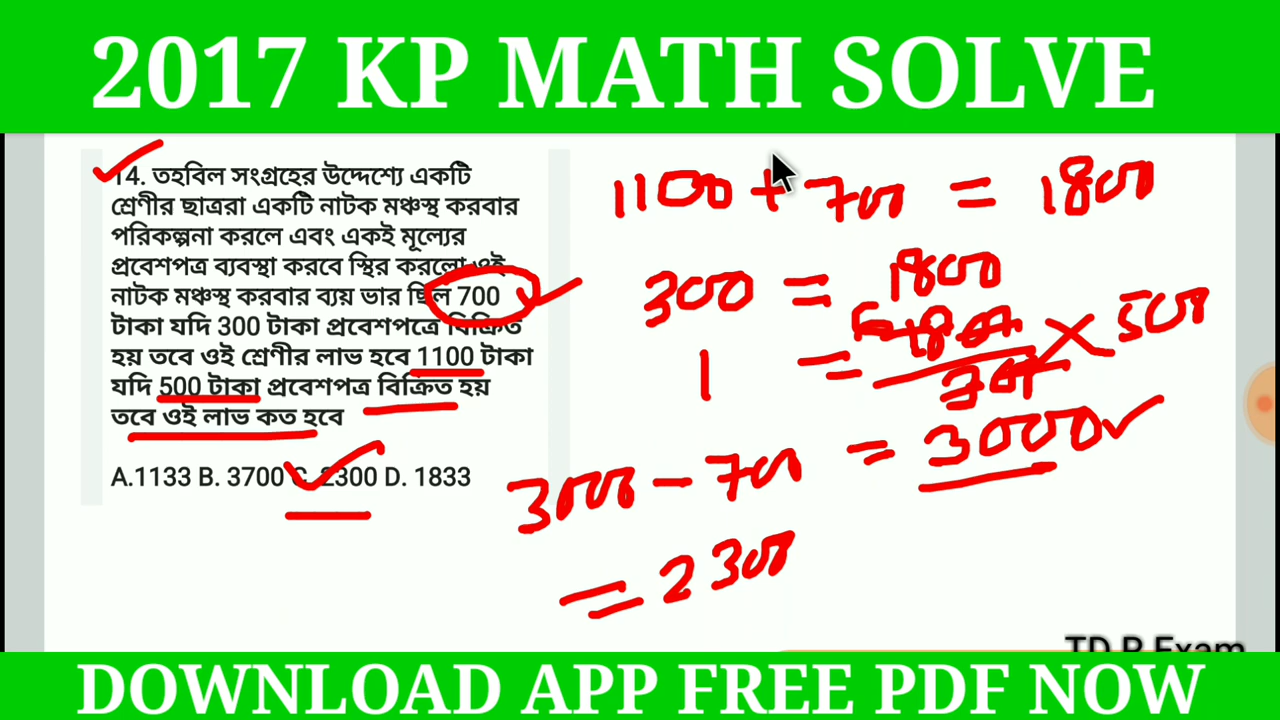 2017 KP MATH SOLVE
14. তহবিল সংগ্রহের উদ্দেশ্যে একটি
শ্রেণীর ছাত্ররা একটি নাটক মঞ্চস্থ করবার
পরিকল্পনা করলে এবং একই মূল্যের
প্রবেশপত্র ব্যবস্থা করবে স্থির করলো ওই
নাটক মঞ্চস্থ করবার ব্যয় ভার ছিল 700
টাকা যদি 300 টাকা প্রবেশপত্রে বিক্রিত
হয় তবে ওই শ্রেণীর লাভ হবে 1100 টাকা
যদি 500 টাকা প্রবেশপত্র বিক্রিত হয়
তবে ওই লাভ কত হবে
A.1133 B. 3700 C. 2300 D. 1833
1100 + 700 = 1800
300 = 1800
1 = 1800 × 500
300
= 3000
3000 - 700
= 2300
DOWNLOAD APP FREE PDF NOW